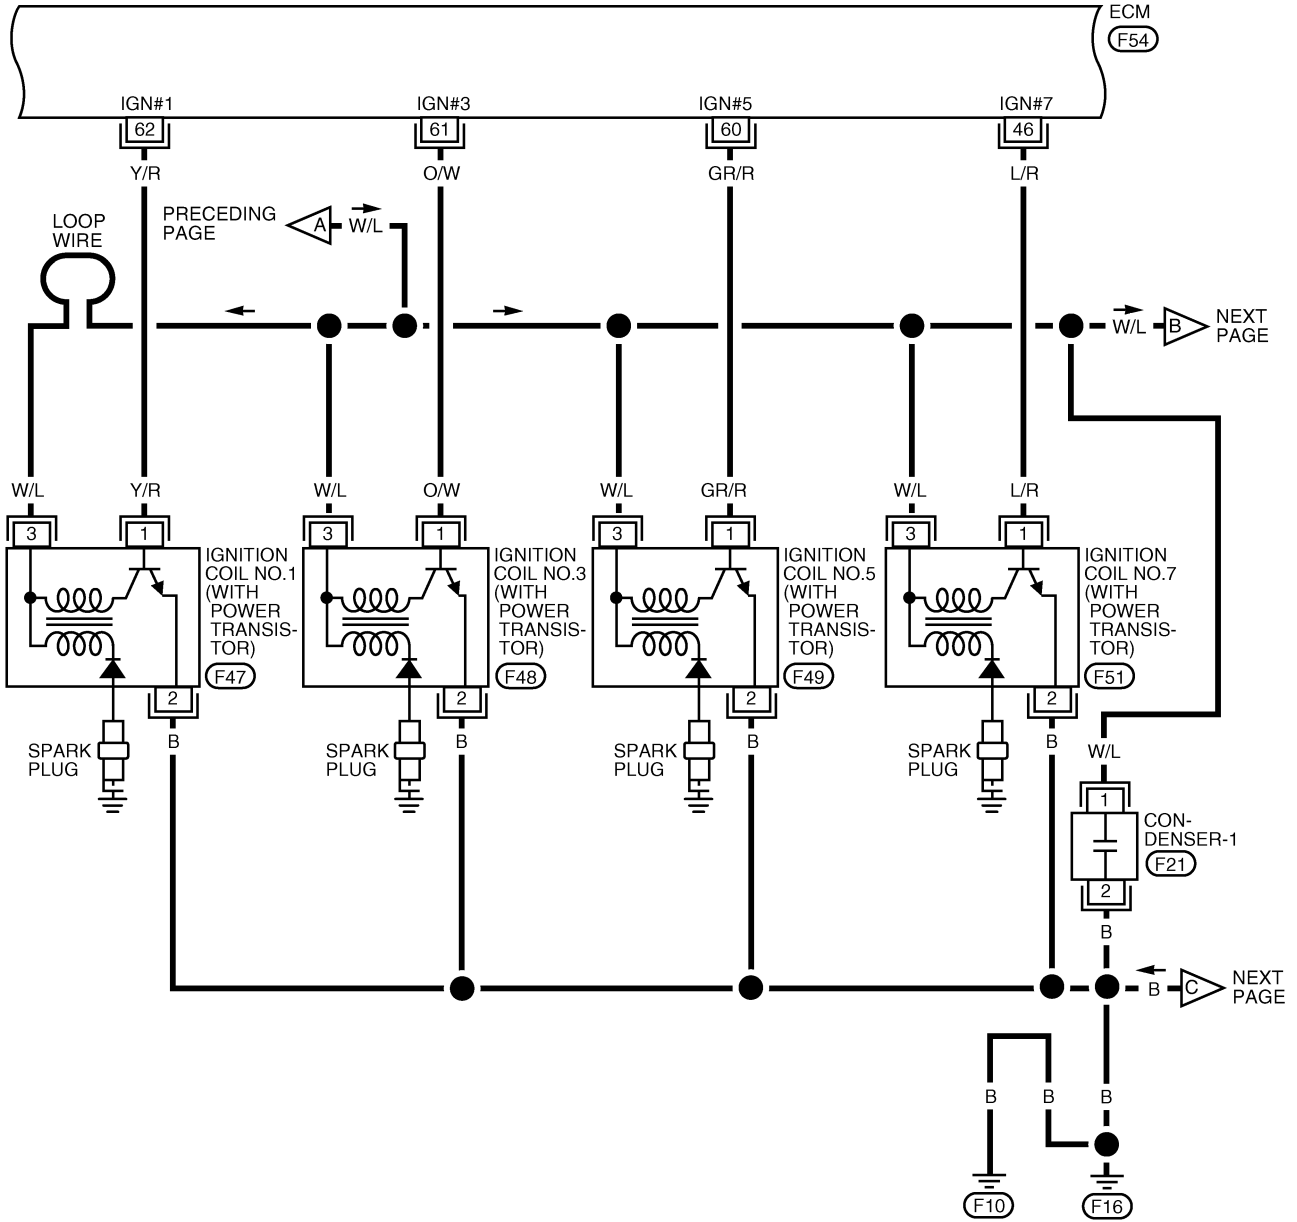 ECM
F54
IGN#1
IGN#3
IGN#5
IGN#7
62
61
60
46
Y/R
O/W
GR/R
L/R
LOOP
WIRE
PRECEDING
PAGE
A
W/L
W/L
B
NEXT
PAGE
W/L
Y/R
W/L
O/W
W/L
GR/R
W/L
L/R
3
1
3
1
3
1
3
1
IGNITION
COIL NO.1
(WITH
POWER
TRANSIS-
TOR)
F47
IGNITION
COIL NO.3
(WITH
POWER
TRANSIS-
TOR)
F48
IGNITION
COIL NO.5
(WITH
POWER
TRANSIS-
TOR)
F49
IGNITION
COIL NO.7
(WITH
POWER
TRANSIS-
TOR)
F51
2
2
2
2
B
B
B
B
SPARK
PLUG
SPARK
PLUG
SPARK
PLUG
SPARK
PLUG
W/L
1
CON-
DENSER-1
F21
2
B
B
C
NEXT
PAGE
B
B
B
F10
F16